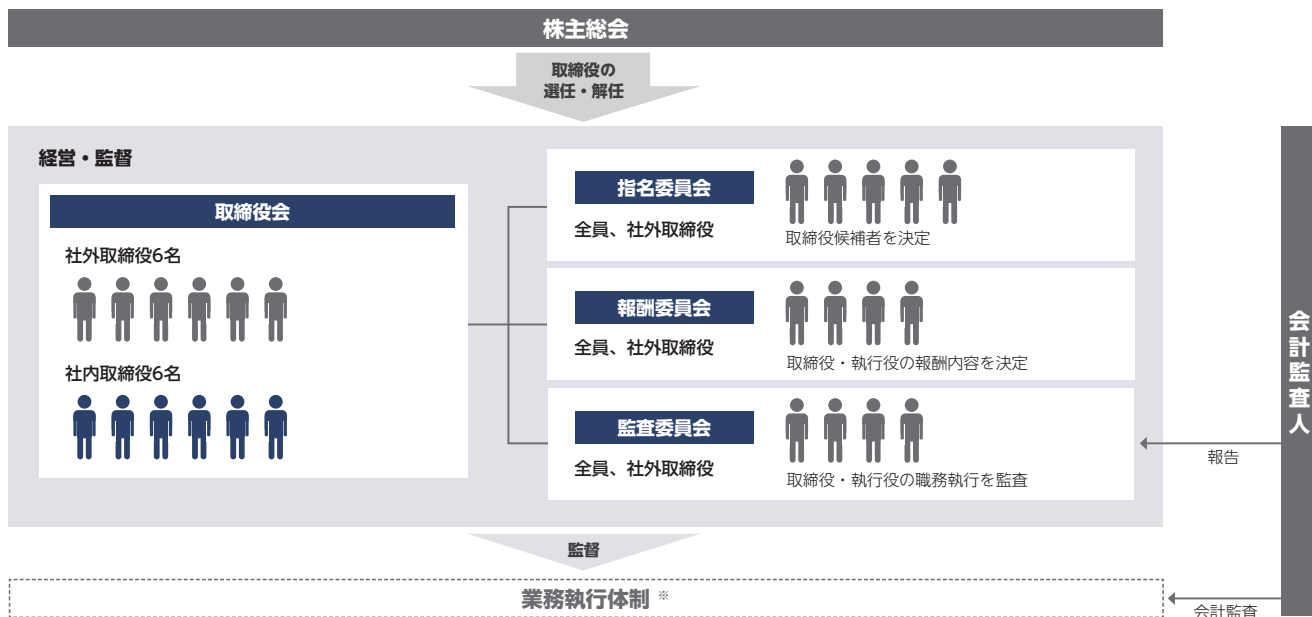 株主総会
取締役の
選任・解任
経営・監督
取締役会
社外取締役6名
社内取締役6名
指名委員会
全員、社外取締役
取締役候補者を決定
報酬委員会
全員、社外取締役
取締役・執行役の報酬内容を決定
監査委員会
全員、社外取締役
取締役・執行役の職務執行を監査
会計監査人
報告
監督
業務執行体制 ※
会計監査